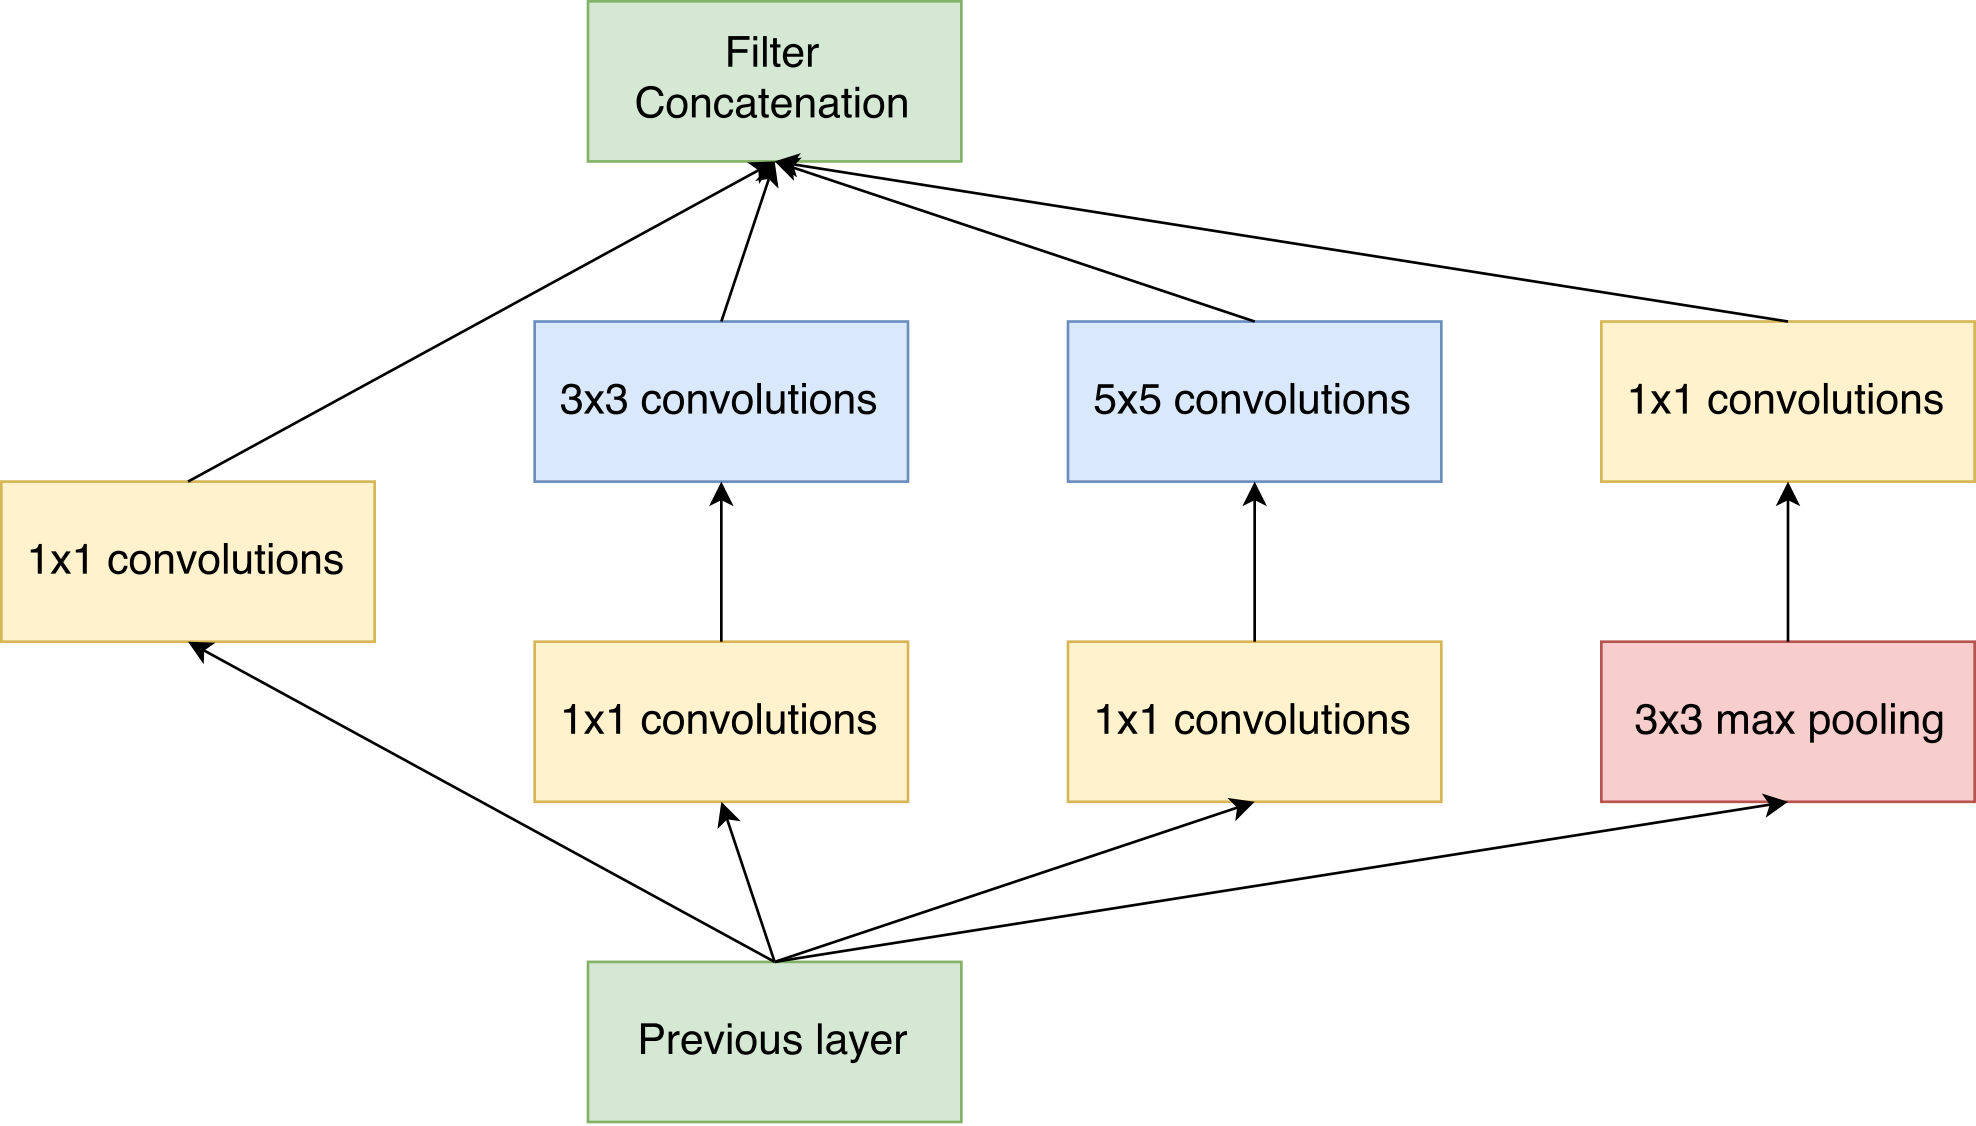 Filter
Concatenation
3x3 convolutions
5x5 convolutions
1x1 convolutions
1x1 convolutions
1x1 convolutions
1x1 convolutions
3x3 max pooling
Previous layer